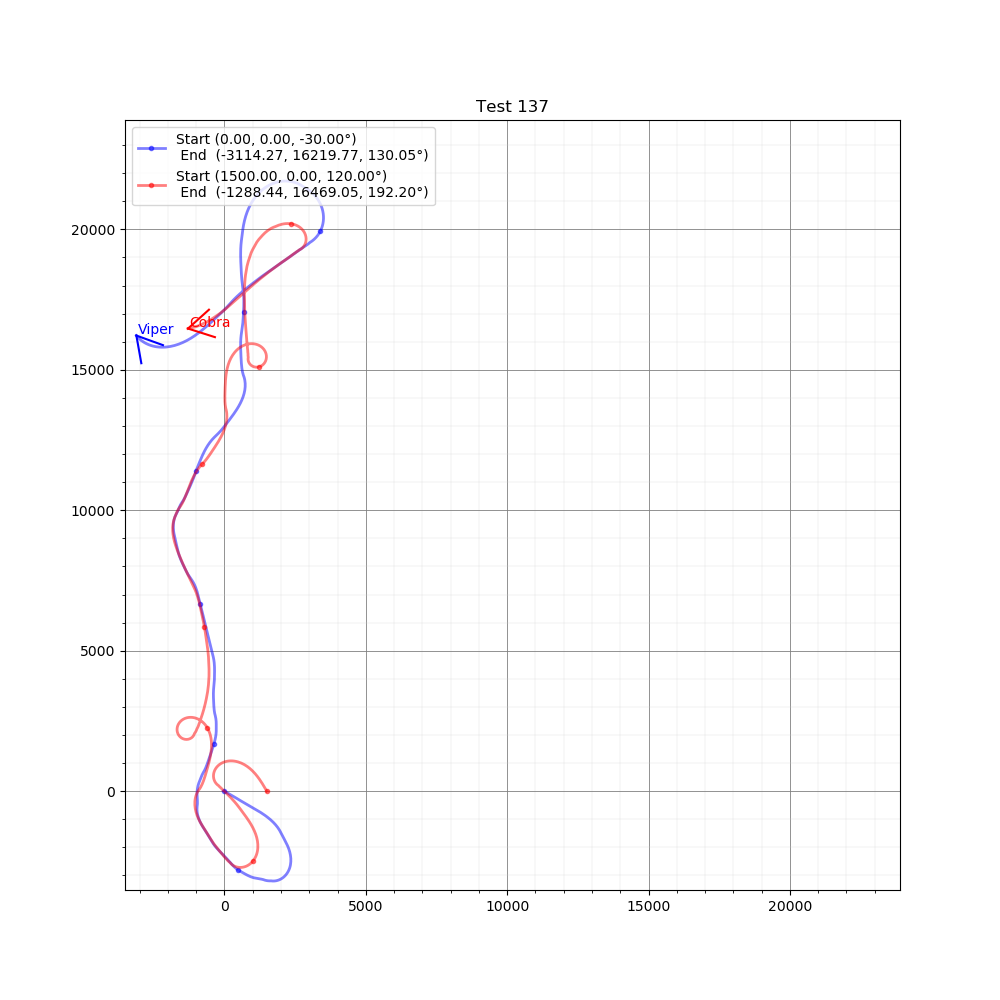 Test 137
Start (0.00, 0.00, -30.00°)
End (-3114.27, 16219.77, 130.05°)
Start (1500.00, 0.00, 120.00°)
End (-1288.44, 16469.05, 192.20°)
20000
Viper
Cobra
15000
10000
5000
0
0
5000
10000
15000
20000